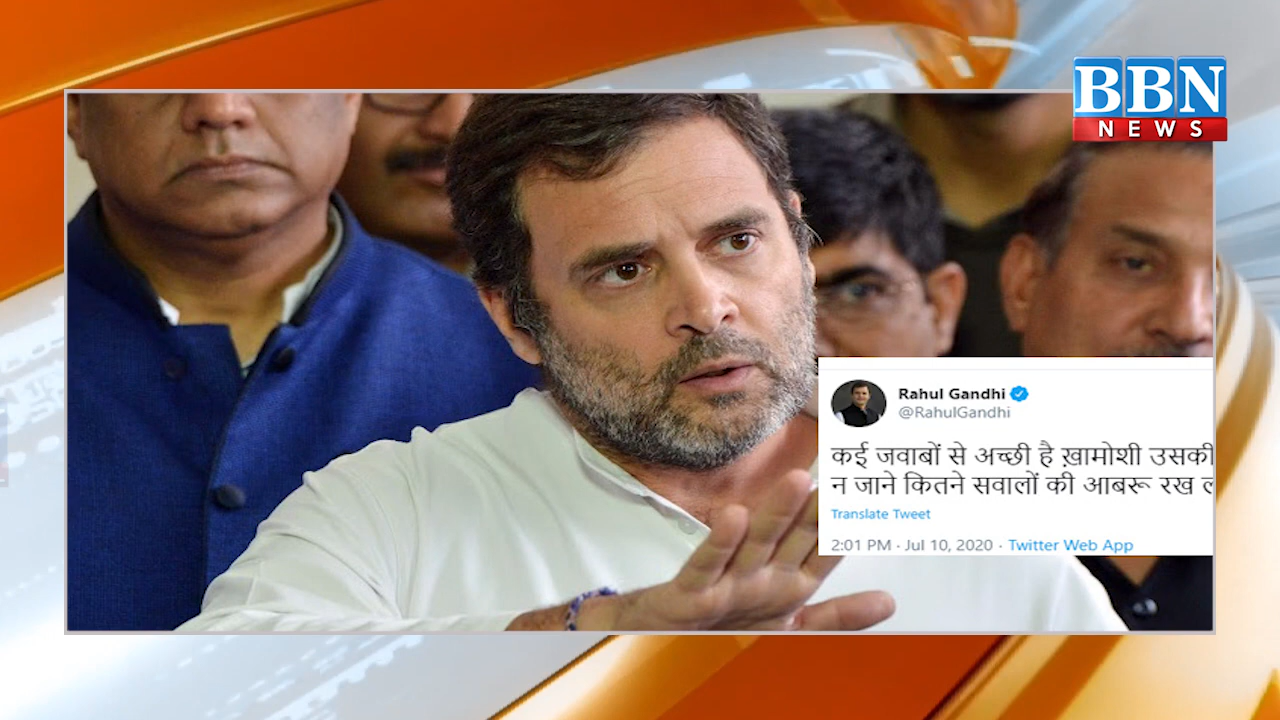 BBN
NEWS
Rahul Gandhi
@RahulGandhi
कई जवाबों से अच्छी है ख़ामोशी उसकी
न जाने कितने सवालों की आबरू रख
Translate Tweet
2:01 PM · Jul 10, 2020 · Twitter Web App